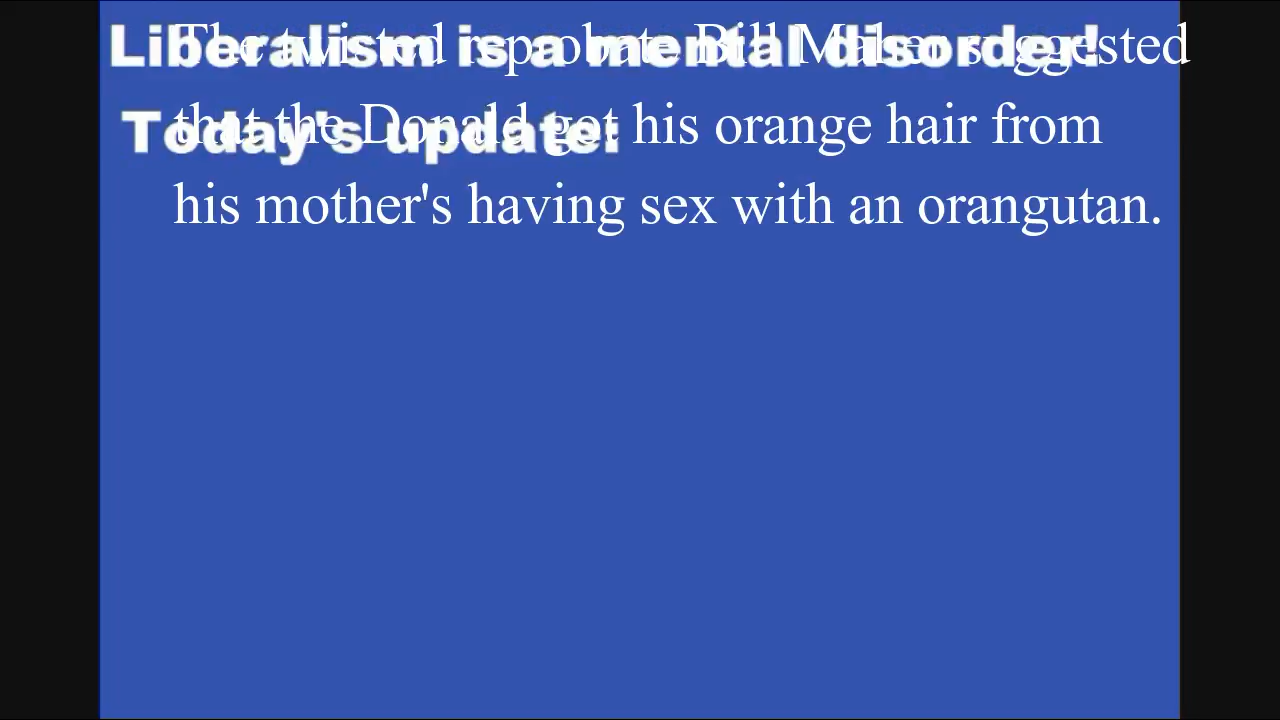 Liberalism is a mental disorder!
Today's update:
The twisted reprobate Bill Maher suggested
that the Donald got his orange hair from
his mother's having sex with an orangutan.